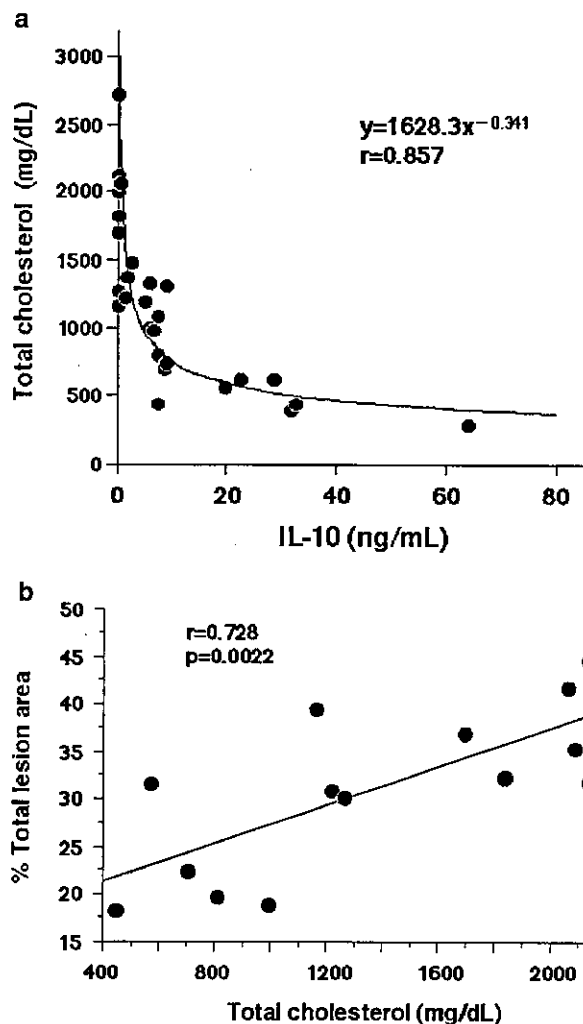 a
Total cholesterol (mg/dL)
3000
2500
2000
1500
1000
500
0
y=1628.3x^−0.341
r=0.857
0 20 40 60 80
IL-10 (ng/mL)
b
% Total lesion area
50
45
40
35
30
25
20
15
r=0.728
p=0.0022
400 800 1200 1600 2000
Total cholesterol (mg/dL)